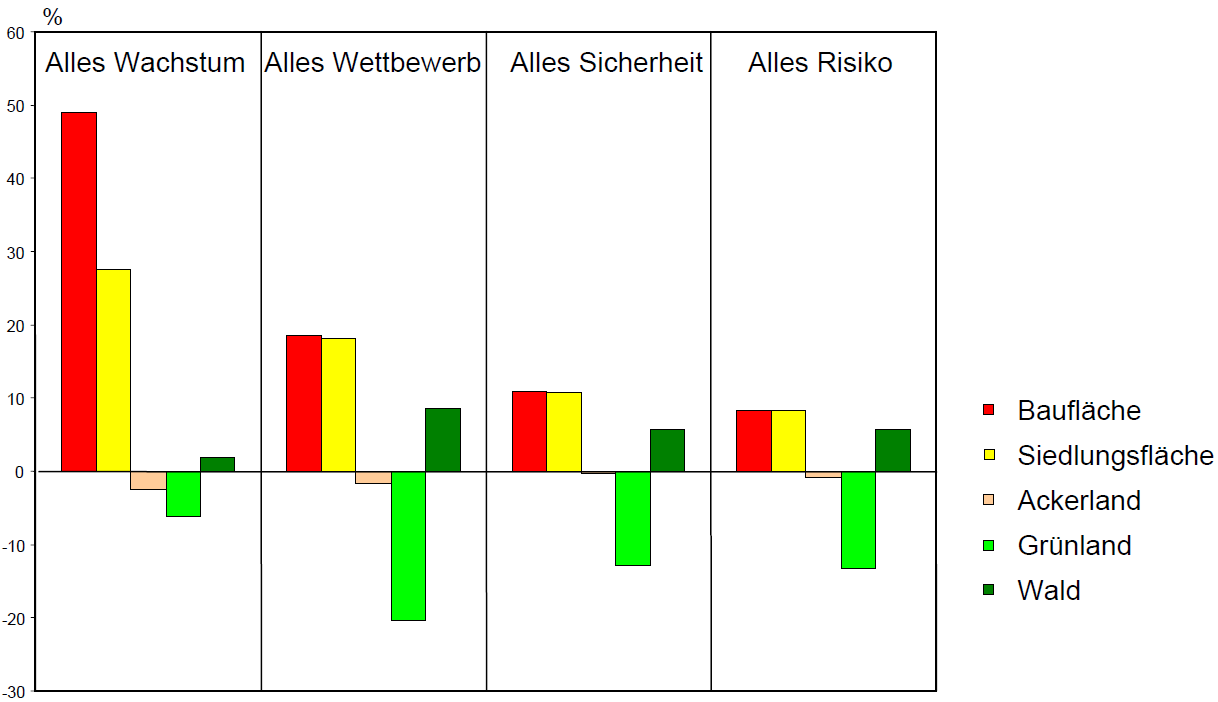 %
60
Alles Wachstum
Alles Wettbewerb
Alles Sicherheit
Alles Risiko
50
40
30
20
10
0
-10
-20
-30
Baufläche
Siedlungsfläche
Ackerland
Grünland
Wald